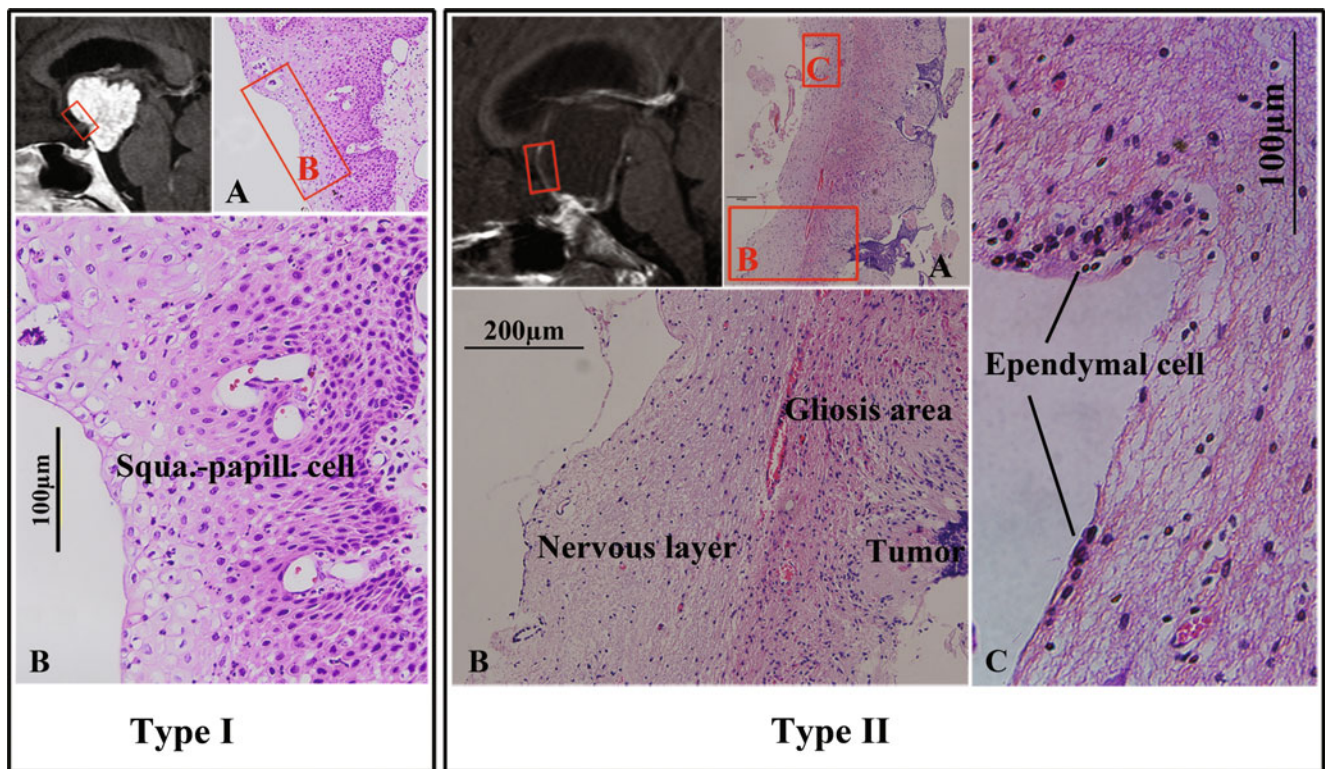 B
A
100μm
Squa.-papill. cell
B
Type I
C
B
A
200μm
Gliosis area
Nervous layer
Tumor
B
100μm
Ependymal cell
C
Type II